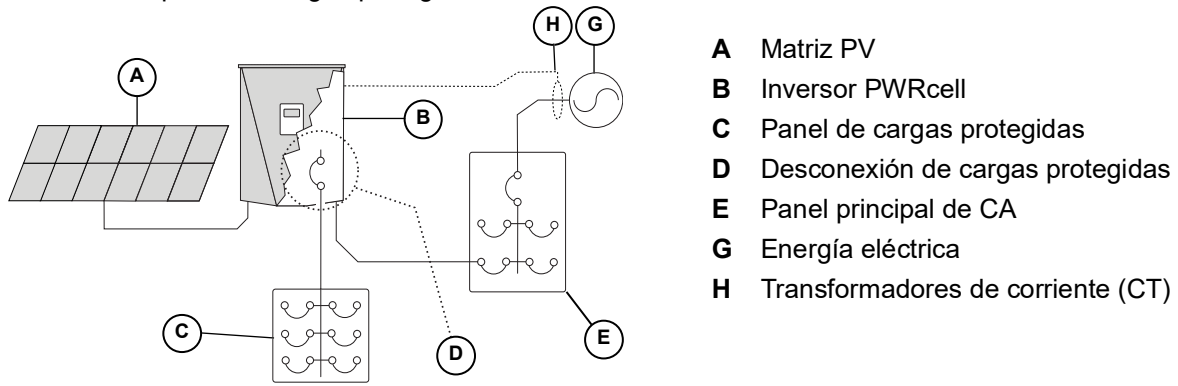 H G
A
B
C
D
E
A Matriz PV
B Inversor PWRcell
C Panel de cargas protegidas
D Desconexión de cargas protegidas
E Panel principal de CA
G Energía eléctrica
H Transformadores de corriente (CT)